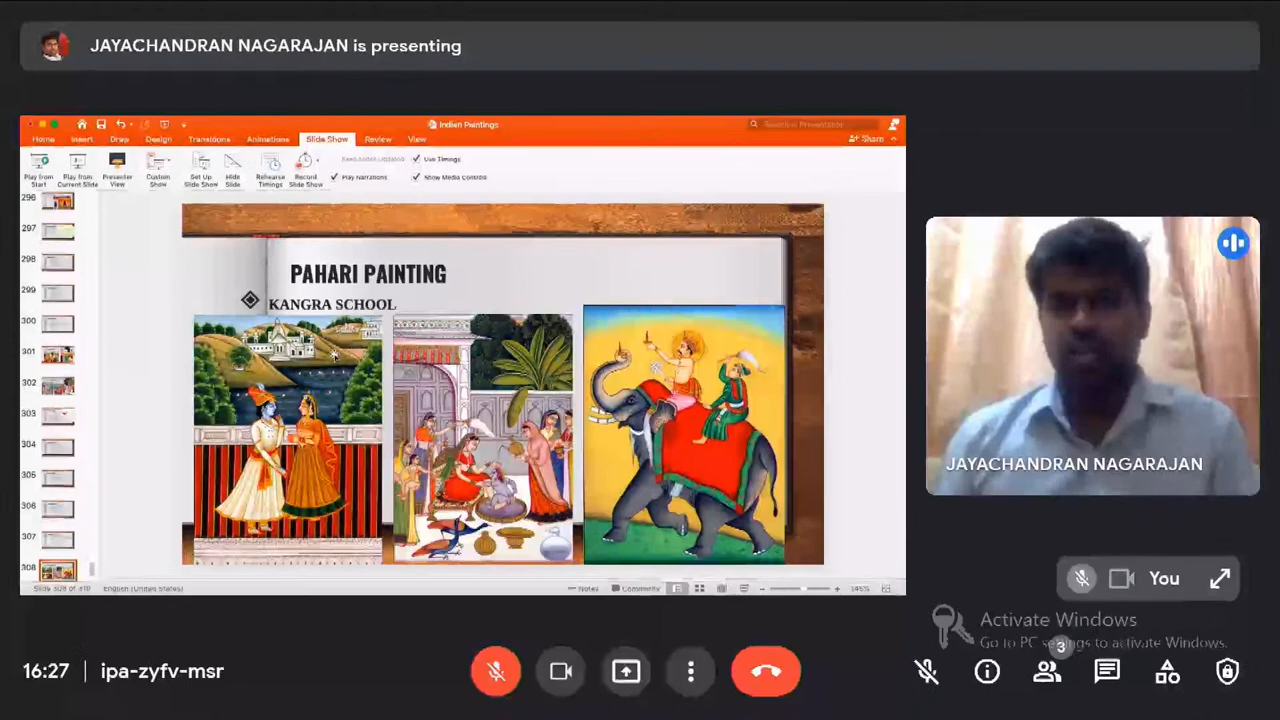 JAYACHANDRAN NAGARAJAN is presenting
Indian Paintings
Home Insert Draw Design Transitions Animations Slide Show Review View
Share
Use Timings
Play Narrations
Show Media Controls
Play from Start
Play from Current Slide
Presenter View
Custom Show
Set Up Slide Show
Hide Slide
Rehearse Timings
Record Slide Show
296
297
298
299
300
301
302
303
304
305
306
307
308
PAHARI PAINTING
KANGRA SCHOOL
English (United States)
Notes
Comments
145%
JAYACHANDRAN NAGARAJAN
You
Activate Windows
Go to PC settings to activate Windows.
3
16:27 | ipa-zyfv-msr